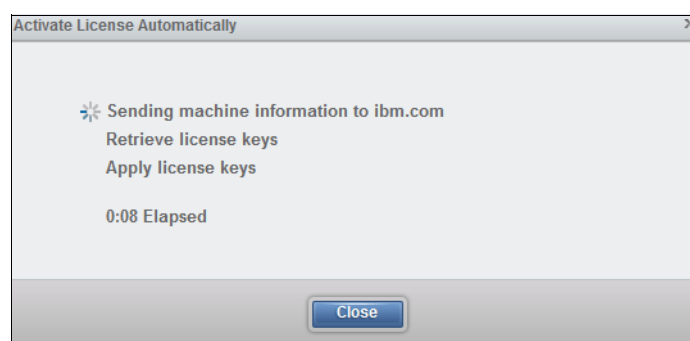 Activate License Automatically
Sending machine information to ibm.com
Retrieve license keys
Apply license keys
0:08 Elapsed
Close